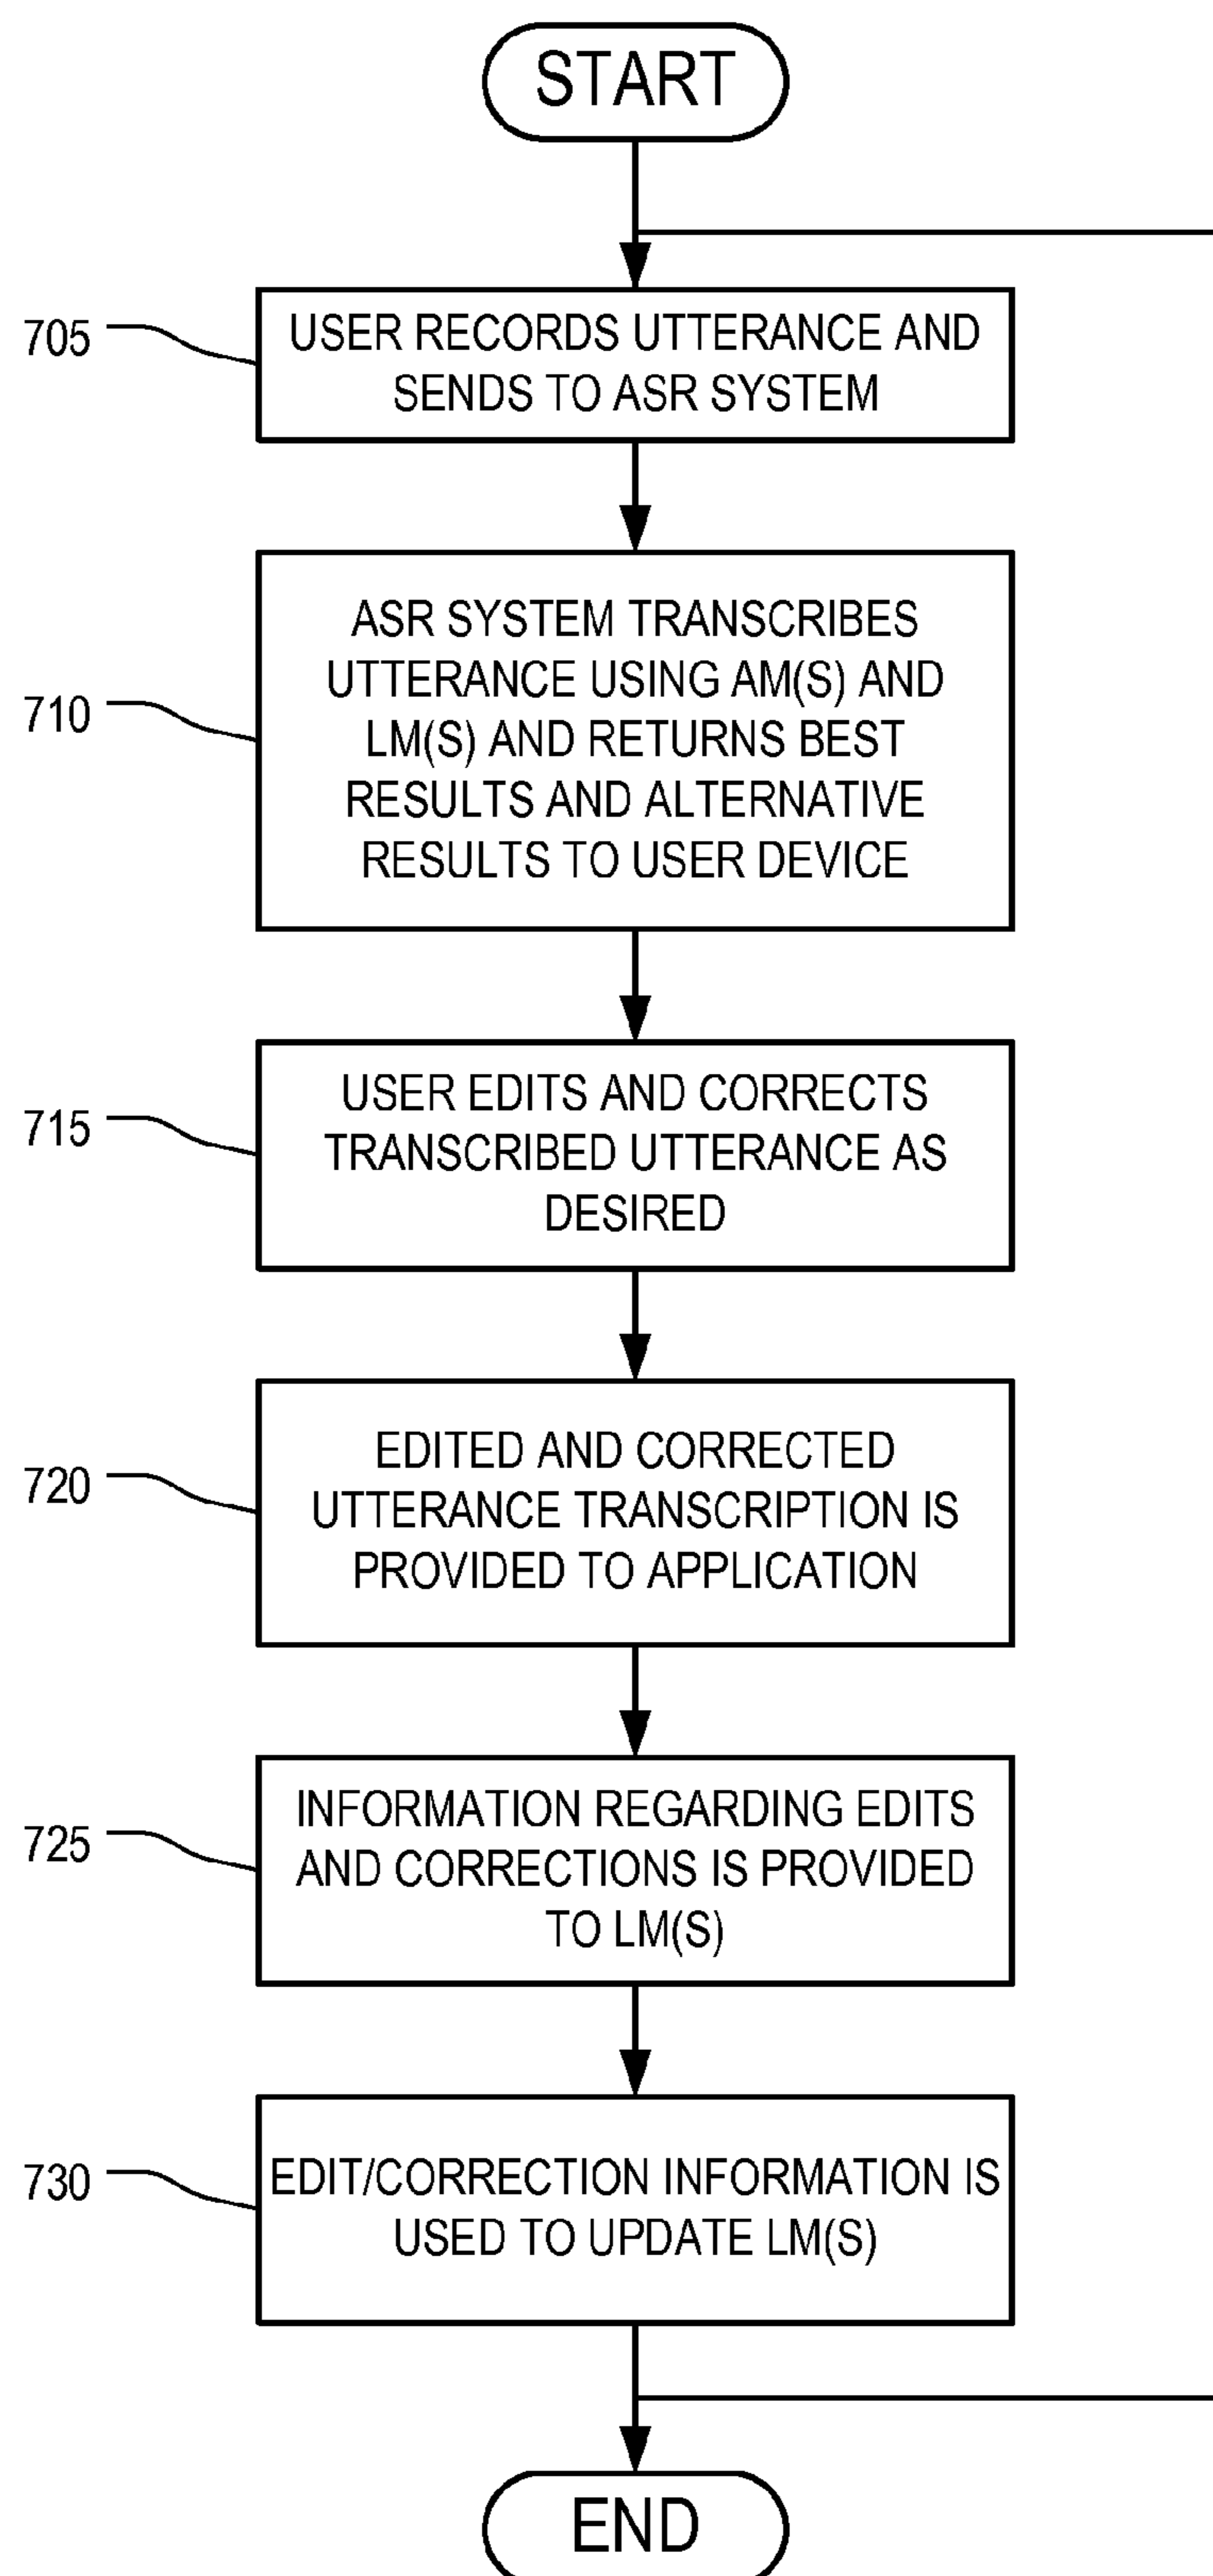 START
705
USER RECORDS UTTERANCE AND
SENDS TO ASR SYSTEM
710
ASR SYSTEM TRANSCRIBES
UTTERANCE USING AM(S) AND
LM(S) AND RETURNS BEST
RESULTS AND ALTERNATIVE
RESULTS TO USER DEVICE
715
USER EDITS AND CORRECTS
TRANSCRIBED UTTERANCE AS
DESIRED
720
EDITED AND CORRECTED
UTTERANCE TRANSCRIPTION IS
PROVIDED TO APPLICATION
725
INFORMATION REGARDING EDITS
AND CORRECTIONS IS PROVIDED
TO LM(S)
730
EDIT/CORRECTION INFORMATION IS
USED TO UPDATE LM(S)
END